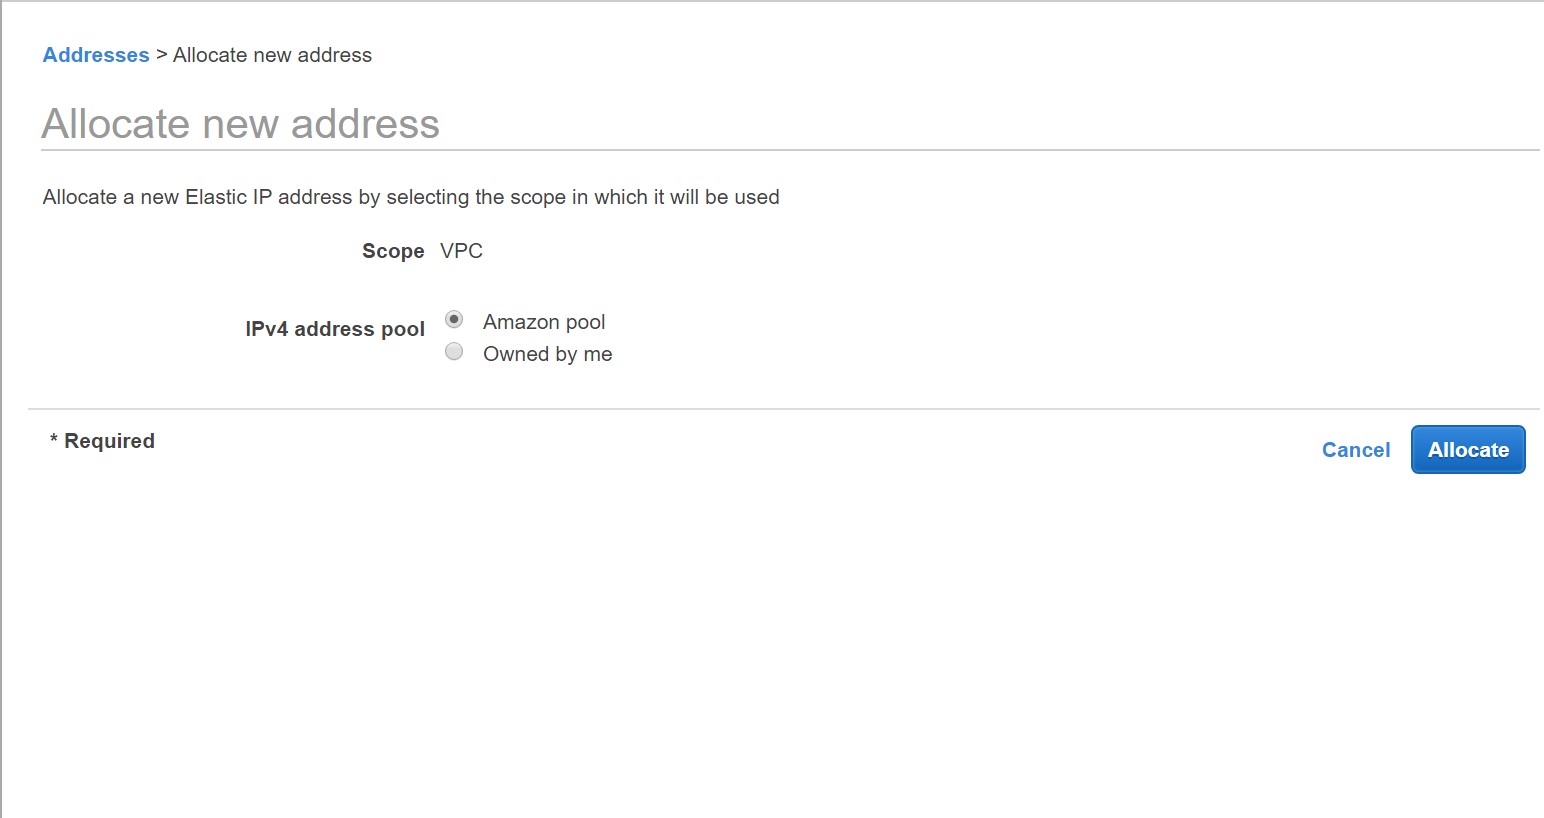 Addresses > Allocate new address
Allocate new address
Allocate a new Elastic IP address by selecting the scope in which it will be used
Scope VPC
IPv4 address pool
Amazon pool
Owned by me
* Required
Cancel Allocate